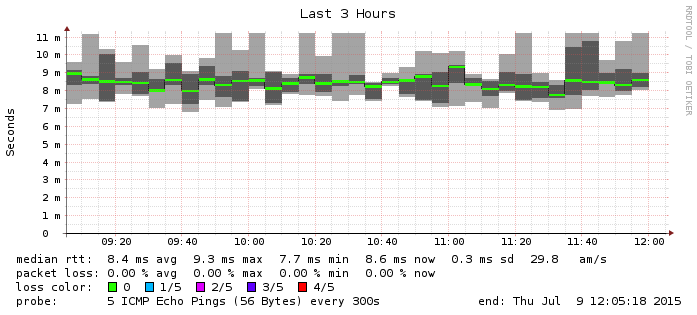 Last 3 Hours
RRDTOOL / TOBI OETIKER
Seconds
11 m
10 m
9 m
8 m
7 m
6 m
5 m
4 m
3 m
2 m
1 m
0
09:20 09:40 10:00 10:20 10:40 11:00 11:20 11:40 12:00
median rtt: 8.4 ms avg 9.3 ms max 7.7 ms min 8.6 ms now 0.3 ms sd 29.8 am/s
packet loss: 0.00 % avg 0.00 % max 0.00 % min 0.00 % now
loss color: 0 1/5 2/5 3/5 4/5
probe: 5 ICMP Echo Pings (56 Bytes) every 300s end: Thu Jul 9 12:05:18 2015